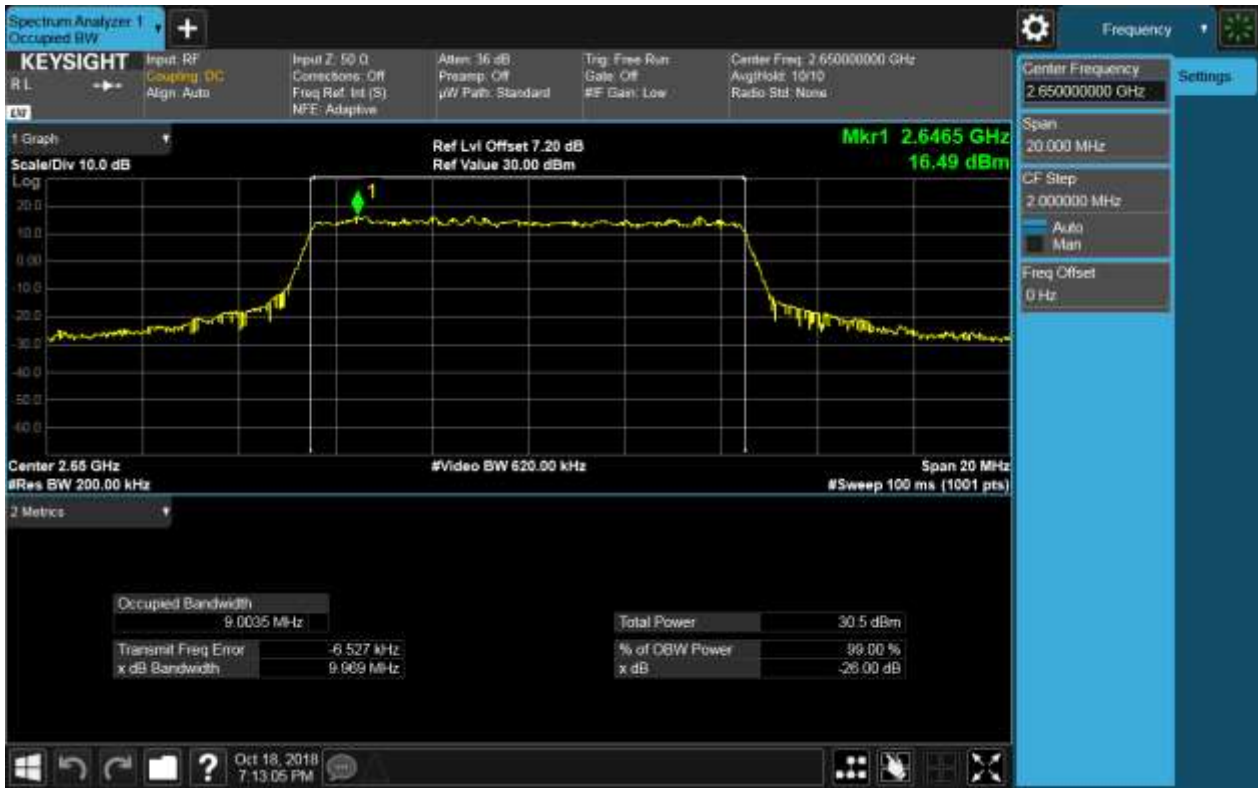 Spectrum Analyzer 1
Occupied BW
+
Frequency
KEYSIGHT
R L
Input: RF
Coupling: DC
Align: Auto
Input Z: 50 Ω
Corrections: Off
Freq Ref: Int (S)
NFE: Adaptive
Atten: 36 dB
Preamp: Off
µW Path: Standard
Trig: Free Run
Gate: Off
#IF Gain: Low
Center Freq: 2.650000000 GHz
Avg|Hold: 10/10
Radio Std: None
Center Frequency
2.650000000 GHz
Settings
Span
20.000 MHz
CF Step
2.000000 MHz
Auto
Man
Freq Offset
0 Hz
1 Graph
Scale/Div 10.0 dB
Ref Lvl Offset 7.20 dB
Ref Value 30.00 dBm
Mkr1 2.6465 GHz
16.49 dBm
Log
1
20.0
10.0
0.00
-10.0
-20.0
-30.0
-40.0
-50.0
-60.0
Center 2.65 GHz
#Video BW 620.00 kHz
Span 20 MHz
#Res BW 200.00 kHz
#Sweep 100 ms (1001 pts)
2 Metrics
Occupied Bandwidth
9.0035 MHz
Total Power 30.5 dBm
Transmit Freq Error -6.527 kHz
% of OBW Power 99.00 %
x dB Bandwidth 9.969 MHz
x dB -26.00 dB
?
Oct 18, 2018
7:13:05 PM